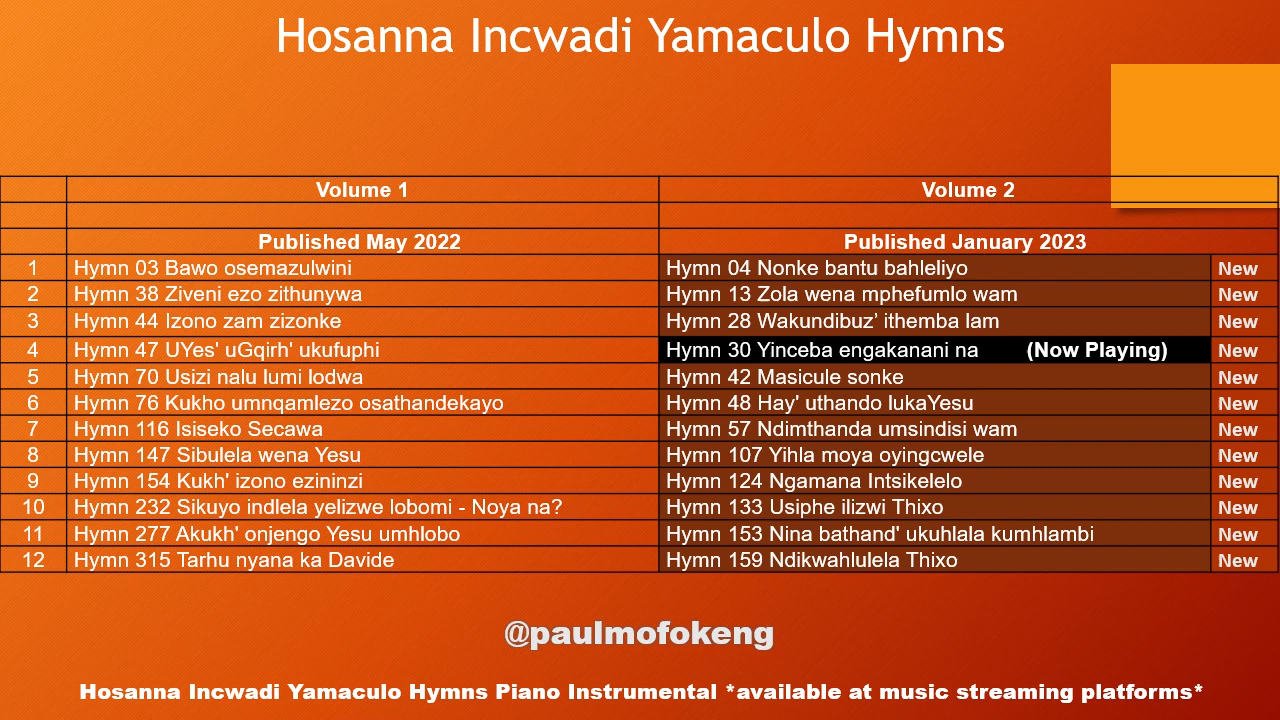 Hosanna Incwadi Yamaculo Hymns
Volume 1 Volume 2
Published May 2022 Published January 2023
1 Hymn 03 Bawo osemazulwini Hymn 04 Nonke bantu bahleliyo New
2 Hymn 38 Ziveni ezo zithunywa Hymn 13 Zola wena mphefumlo wam New
3 Hymn 44 Izono zam zizonke Hymn 28 Wakundibuz’ ithemba lam New
4 Hymn 47 UYes' uGqirh' ukufuphi Hymn 30 Yinceba engakanani na (Now Playing) New
5 Hymn 70 Usizi nalu lumi lodwa Hymn 42 Masicule sonke New
6 Hymn 76 Kukho umnqamlezo osathandekayo Hymn 48 Hay' uthando lukaYesu New
7 Hymn 116 Isiseko Secawa Hymn 57 Ndimthanda umsindisi wam New
8 Hymn 147 Sibulela wena Yesu Hymn 107 Yihla moya oyingcwele New
9 Hymn 154 Kukh' izono ezininzi Hymn 124 Ngamana Intsikelelo New
10 Hymn 232 Sikuyo indlela yelizwe lobomi - Noya na? Hymn 133 Usiphe ilizwi Thixo New
11 Hymn 277 Akukh' onjengo Yesu umhlobo Hymn 153 Nina bathand' ukuhlala kumhlambi New
12 Hymn 315 Tarhu nyana ka Davide Hymn 159 Ndikwahlulela Thixo New
@paulmofokeng
Hosanna Incwadi Yamaculo Hymns Piano Instrumental *available at music streaming platforms*